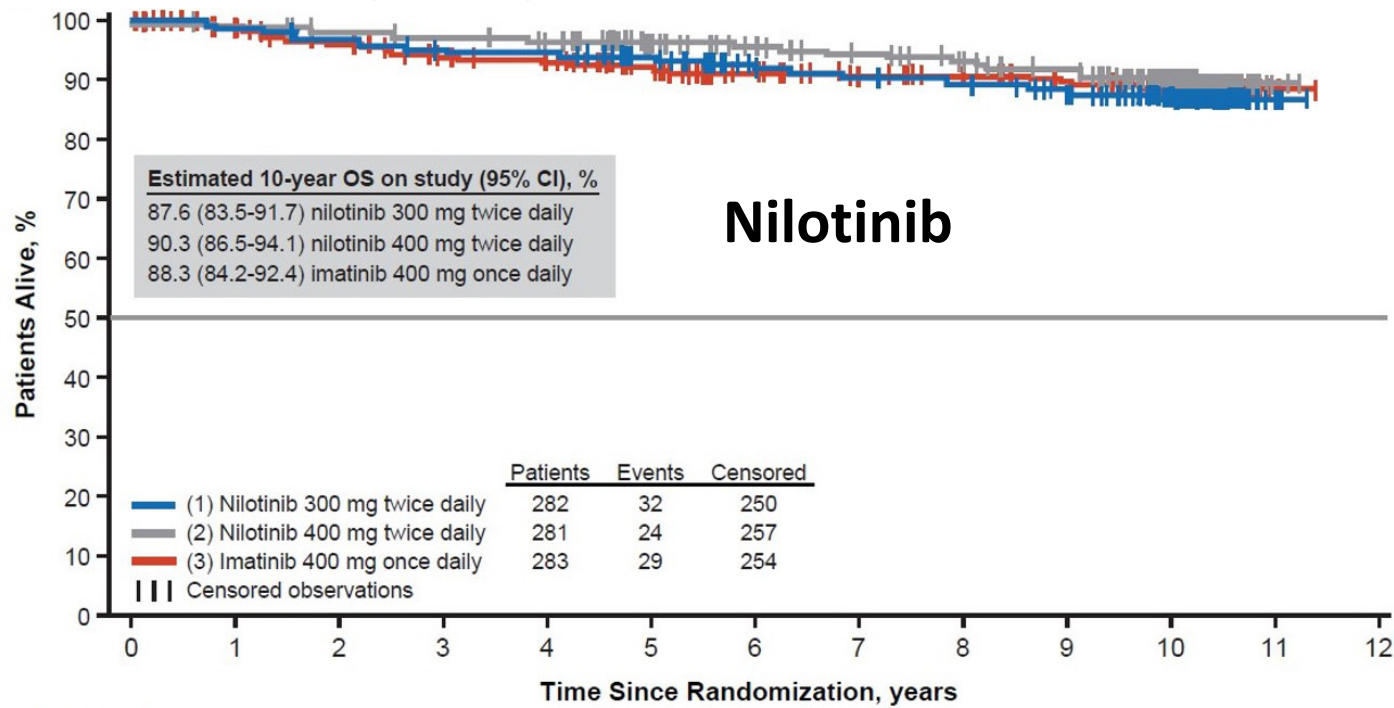 100
90
80
70
60
50
40
30
20
10
0
Patients Alive, %
Estimated 10-year OS on study (95% CI), %
87.6 (83.5-91.7) nilotinib 300 mg twice daily
90.3 (86.5-94.1) nilotinib 400 mg twice daily
88.3 (84.2-92.4) imatinib 400 mg once daily
Nilotinib
Patients Events Censored
(1) Nilotinib 300 mg twice daily 282 32 250
(2) Nilotinib 400 mg twice daily 281 24 257
(3) Imatinib 400 mg once daily 283 29 254
Censored observations
0 1 2 3 4 5 6 7 8 9 10 11 12
Time Since Randomization, years